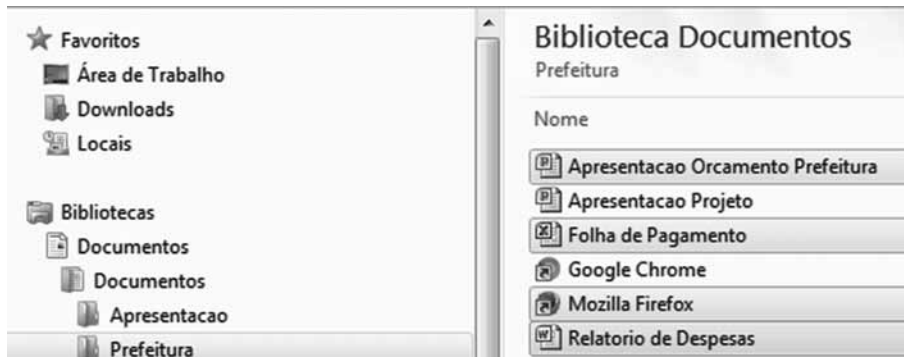 Favoritos
Área de Trabalho
Downloads
Locais
Bibliotecas
Documentos
Documentos
Apresentacao
Prefeitura
Biblioteca Documentos
Prefeitura
Nome
Apresentacao Orcamento Prefeitura
Apresentacao Projeto
Folha de Pagamento
Google Chrome
Mozilla Firefox
Relatorio de Despesas